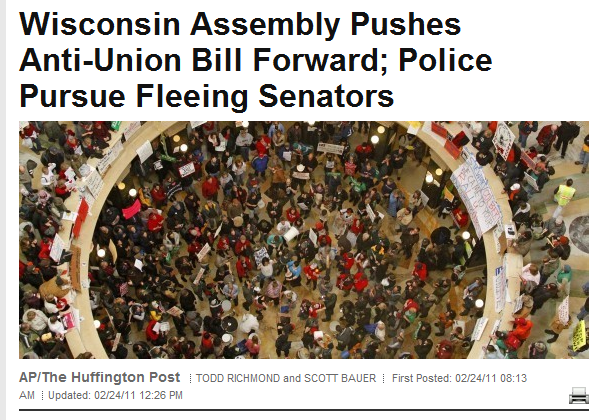 Wisconsin Assembly Pushes
Anti-Union Bill Forward; Police
Pursue Fleeing Senators
AP/The Huffington Post ⋮ TODD RICHMOND and SCOTT BAUER ⋮ First Posted: 02/24/11 08:13
AM ⋮ Updated: 02/24/11 12:26 PM